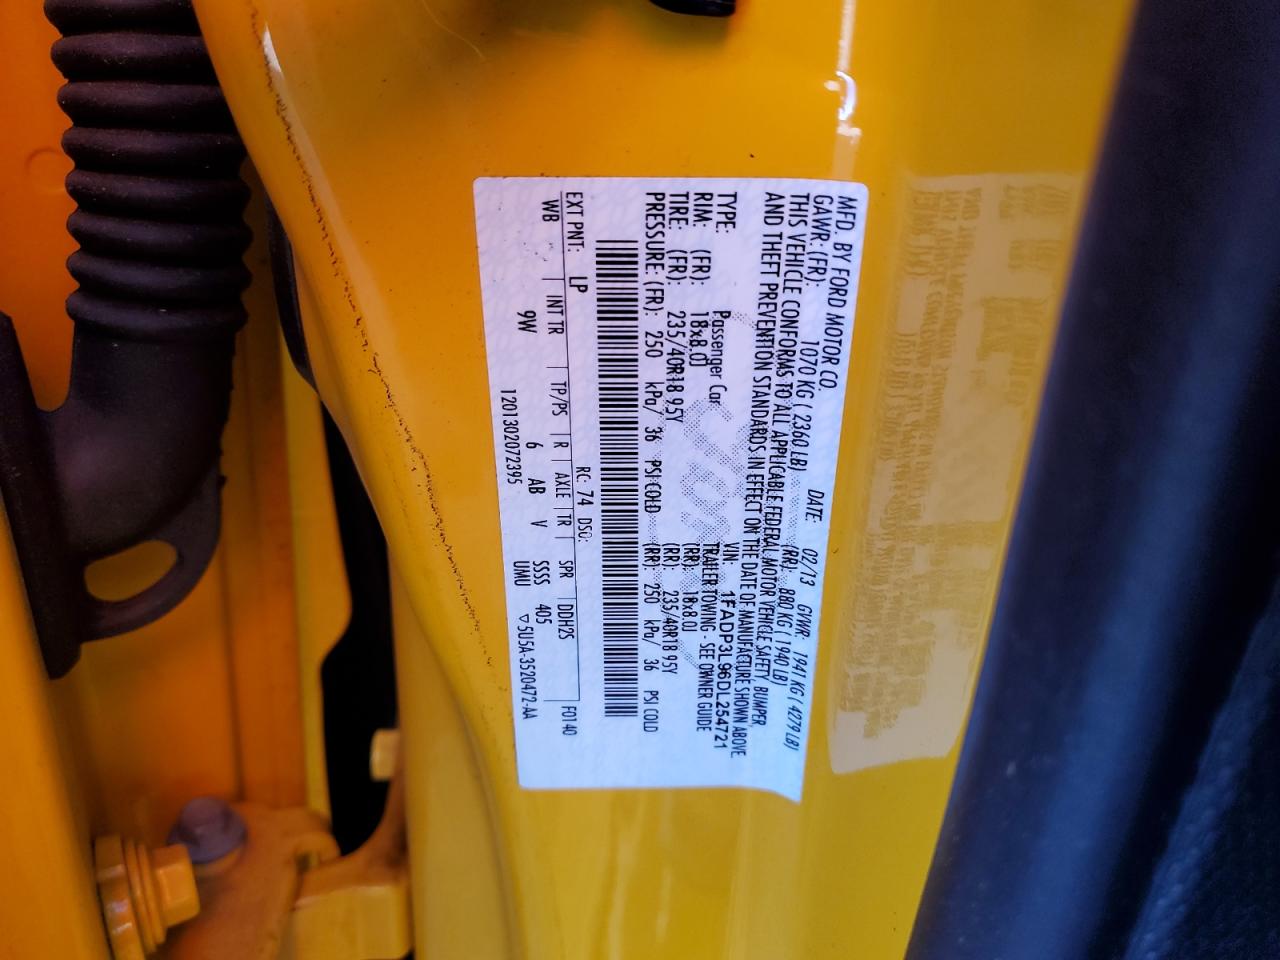 MFD. BY FORD MOTOR CO.
DATE: 02/13 GVWR: 1941 KG ( 4279 LB)
GAWR: (FR): 1070 KG ( 2360 LB) (RR): 880 KG ( 1940 LB)
THIS VEHICLE CONFORMS TO ALL APPLICABLE FEDERAL MOTOR VEHICLE SAFETY, BUMPER,
AND THEFT PREVENTION STANDARDS IN EFFECT ON THE DATE OF MANUFACTURE SHOWN ABOVE
VIN: 1FADP3L96DL254721
TYPE: Passenger Car TRAILER TOWING - SEE OWNER GUIDE
RIM: (FR): 18x8.0J (RR): 18x8.0J
TIRE: (FR): 235/40R18 95Y (RR): 235/40R18 95Y
PRESSURE: (FR): 250 kPa/ 36 PSI COLD (RR): 250 kPa/ 36 PSI COLD
EXT PNT: LP RC: 74 DSO: F0140
WB INT TR TP/PS R AXLE TR SPR DDH2S
9W 6 AB V SSSS 405
UMU ▽ 5U5A-3520472-AA
1201302072395